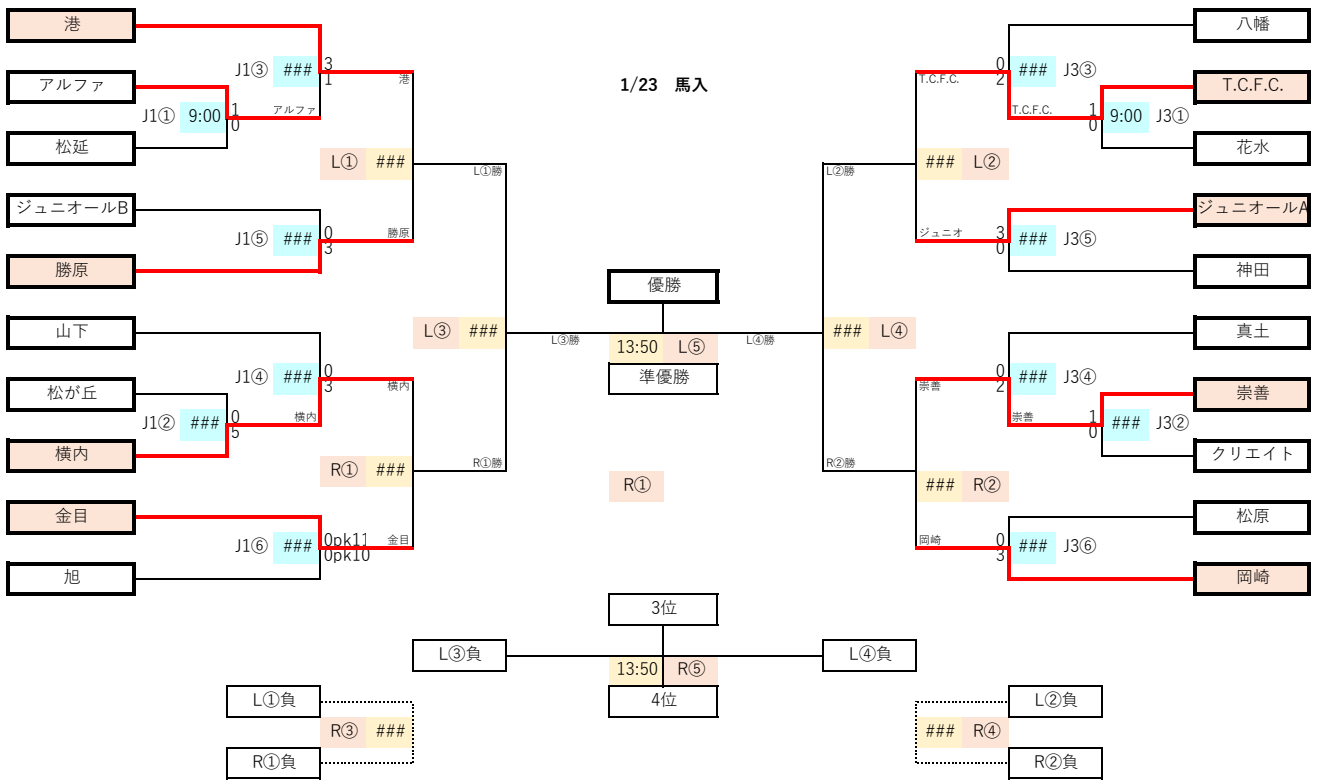 港
八幡
J1③ ### 3
1
港
0
2
### J3③
T.C.F.C.
1/23 馬入
アルファ
T.C.F.C.
J1① 9:00 1
0
アルファ
T.C.F.C.
1
0
9:00 J3①
松延
花水
L① ###
L①勝
L②勝
### L②
ジュニオールB
ジュニオールA
J1⑤ ### 0
3
勝原
ジュニオ
3
0
### J3⑤
勝原
神田
優勝
山下
真土
L③ ###
L③勝
13:50 L⑤
L④勝
### L④
準優勝
J1④ ### 0
3
横内
崇善
0
2
### J3④
松が丘
崇善
J1② ### 0
5
横内
崇善
1
0
### J3②
横内
クリエイト
R① ###
R①勝
R①
R②勝
### R②
金目
松原
J1⑥ ### 0pk11
0pk10
金目
岡崎
0
3
### J3⑥
旭
岡崎
3位
L③負
L④負
13:50 R⑤
4位
L①負
L②負
R③ ###
### R④
R①負
R②負